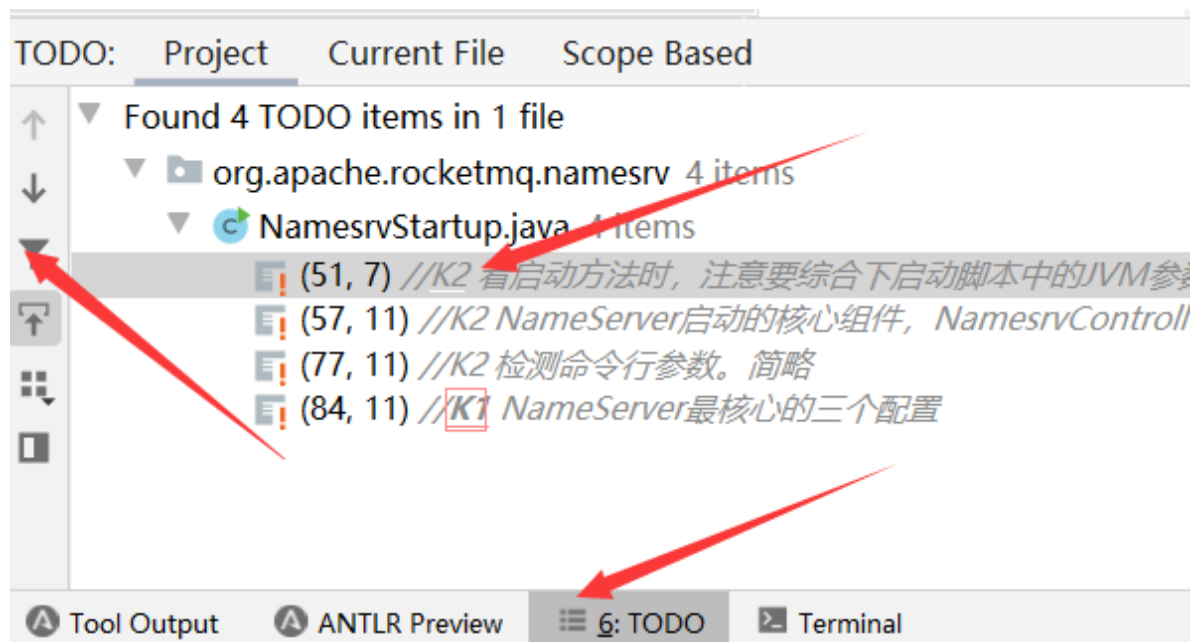 TODO: Project Current File Scope Based
Found 4 TODO items in 1 file
org.apache.rocketmq.namesrv 4 items
NamesrvStartup.java 4 items
(51, 7) //K2 看启动方法时，注意要综合下启动脚本中的JVM参数
(57, 11) //K2 NameServer启动的核心组件，NamesrvControll
(77, 11) //K2 检测命令行参数。简略
(84, 11) //K1 NameServer最核心的三个配置
Tool Output ANTLR Preview 6: TODO Terminal